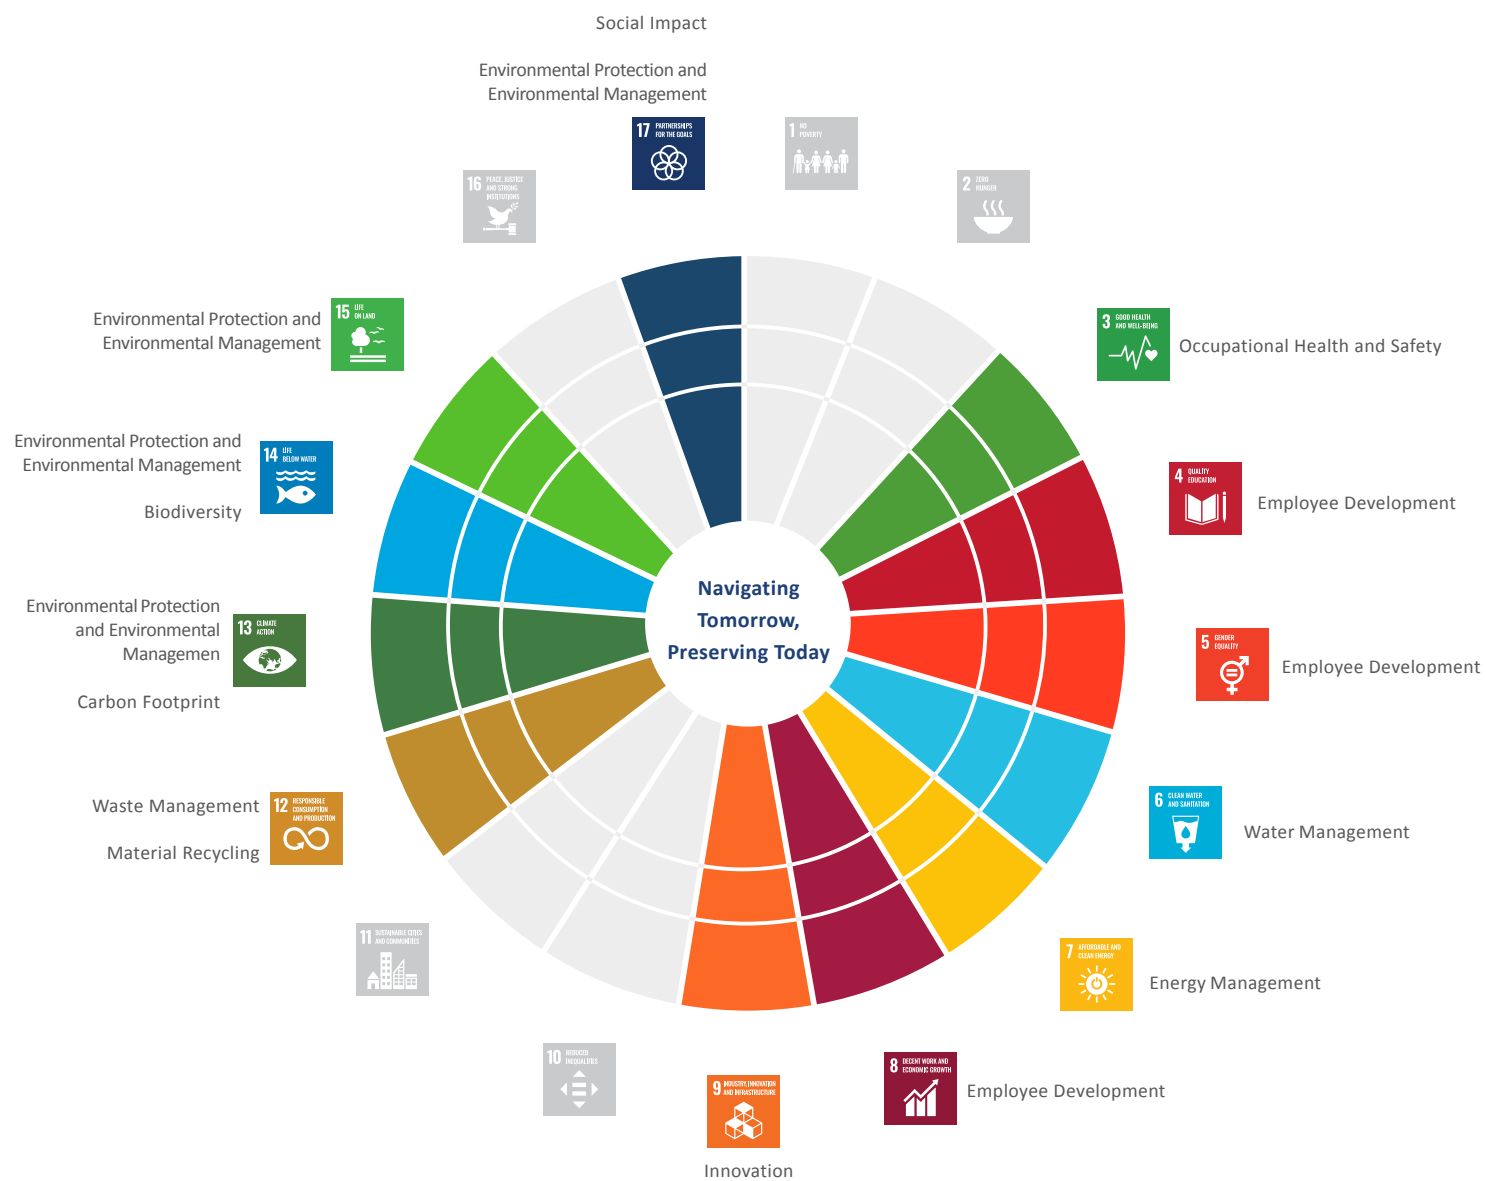 Social Impact
Environmental Protection and
Environmental Management
17 PARTNERSHIPS
FOR THE GOALS
1 NO
POVERTY
2 ZERO
HUNGER
3 GOOD HEALTH
AND WELL-BEING
Occupational Health and Safety
4 QUALITY
EDUCATION
Employee Development
5 GENDER
EQUALITY
Employee Development
6 CLEAN WATER
AND SANITATION
Water Management
7 AFFORDABLE AND
CLEAN ENERGY
Energy Management
8 DECENT WORK AND
ECONOMIC GROWTH
Employee Development
9 INDUSTRY, INNOVATION
AND INFRASTRUCTURE
Innovation
10 REDUCED
INEQUALITIES
11 SUSTAINABLE CITIES
AND COMMUNITIES
12 RESPONSIBLE
CONSUMPTION
AND PRODUCTION
Waste Management
Material Recycling
13 CLIMATE
ACTION
Environmental Protection
and Environmental
Managemen
Carbon Footprint
14 LIFE
BELOW WATER
Environmental Protection and
Environmental Management
Biodiversity
15 LIFE
ON LAND
Environmental Protection and
Environmental Management
16 PEACE, JUSTICE
AND STRONG
INSTITUTIONS
Navigating
Tomorrow,
Preserving Today